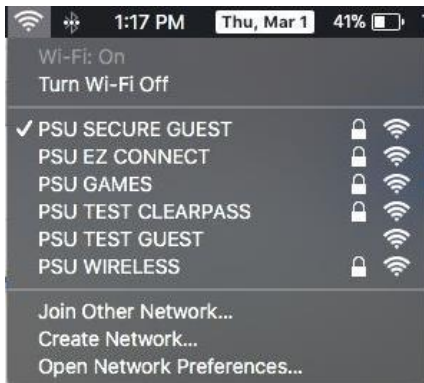 1:17 PM Thu, Mar 1 41%
Wi-Fi: On
Turn Wi-Fi Off
PSU SECURE GUEST
PSU EZ CONNECT
PSU GAMES
PSU TEST CLEARPASS
PSU TEST GUEST
PSU WIRELESS
Join Other Network...
Create Network...
Open Network Preferences...